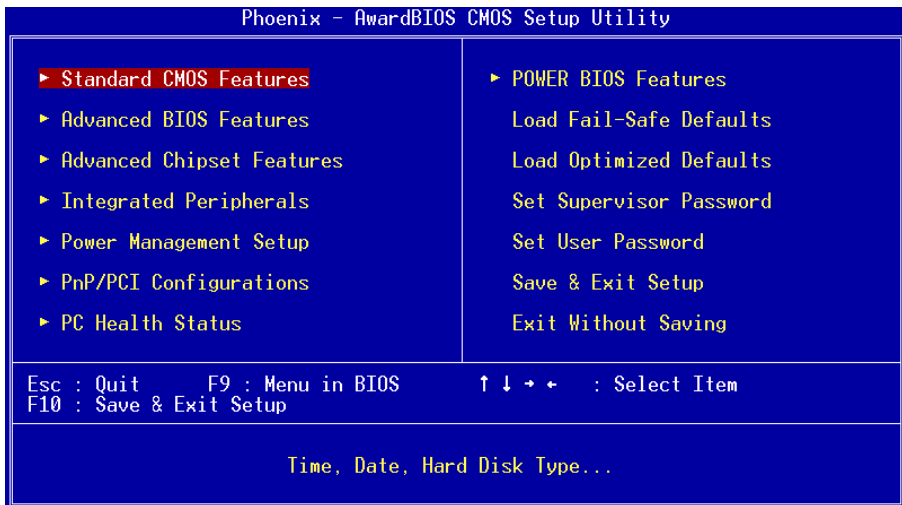 Phoenix - AwardBIOS CMOS Setup Utility
► Standard CMOS Features
► Advanced BIOS Features
► Advanced Chipset Features
► Integrated Peripherals
► Power Management Setup
► PnP/PCI Configurations
► PC Health Status
► POWER BIOS Features
Load Fail-Safe Defaults
Load Optimized Defaults
Set Supervisor Password
Set User Password
Save & Exit Setup
Exit Without Saving
Esc : Quit F9 : Menu in BIOS ↑ ↓ → ← : Select Item
F10 : Save & Exit Setup
Time, Date, Hard Disk Type...